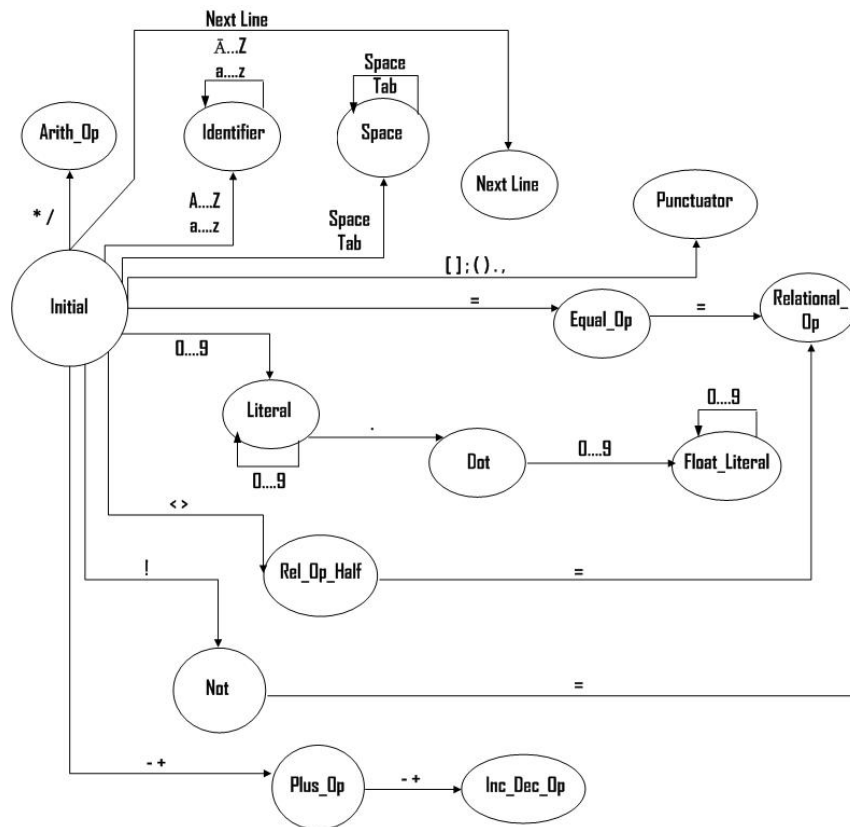 Next Line
Ā...Z
a....z
Space
Tab
Arith_Op
Identifier
Space
Next Line
Punctuator
* /
A....Z
a....z
Space
Tab
[ ] ; ( ) . ,
Initial
=
Equal_Op
=
Relational_
Op
0....9
Literal
.
0....9
Dot
0....9
0....9
Float_Literal
< >
Rel_Op_Half
=
!
Not
=
- +
Plus_Op
- +
Inc_Dec_Op